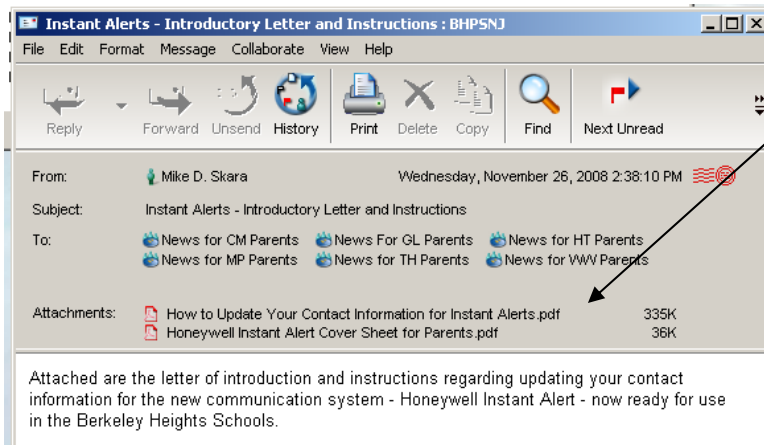 Instant Alerts - Introductory Letter and Instructions : BHPSNJ
File Edit Format Message Collaborate View Help
Reply Forward Unsend History Print Delete Copy Find Next Unread
From: Mike D. Skara Wednesday, November 26, 2008 2:38:10 PM
Subject: Instant Alerts - Introductory Letter and Instructions
To: News for CM Parents News For GL Parents News for HT Parents
News for MP Parents News for TH Parents News for WW Parents
Attachments: How to Update Your Contact Information for Instant Alerts.pdf 335K
Honeywell Instant Alert Cover Sheet for Parents.pdf 36K
Attached are the letter of introduction and instructions regarding updating your contact
information for the new communication system - Honeywell Instant Alert - now ready for use
in the Berkeley Heights Schools.